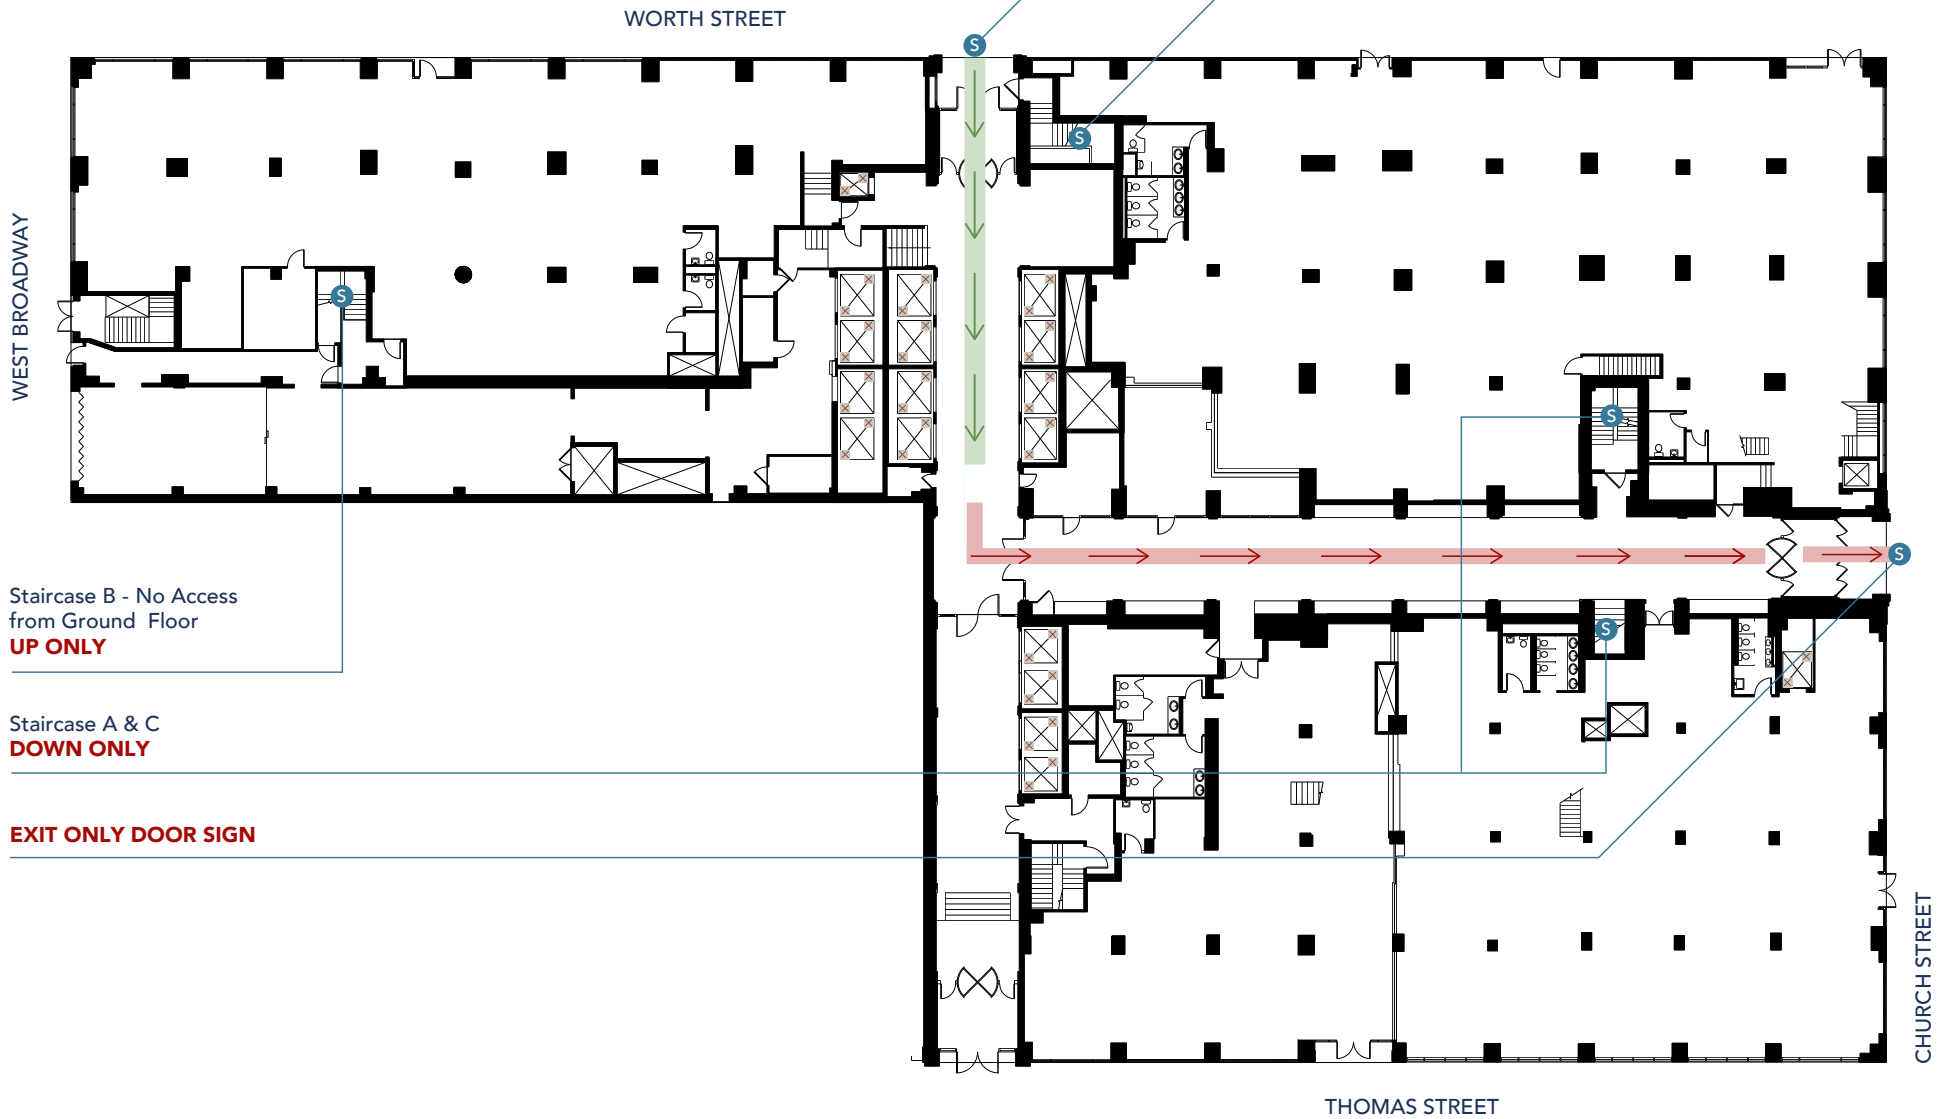 WORTH STREET
S
S
WEST BROADWAY
S
S
S
Staircase B - No Access
from Ground Floor
UP ONLY
S
Staircase A & C
DOWN ONLY
EXIT ONLY DOOR SIGN
CHURCH STREET
THOMAS STREET